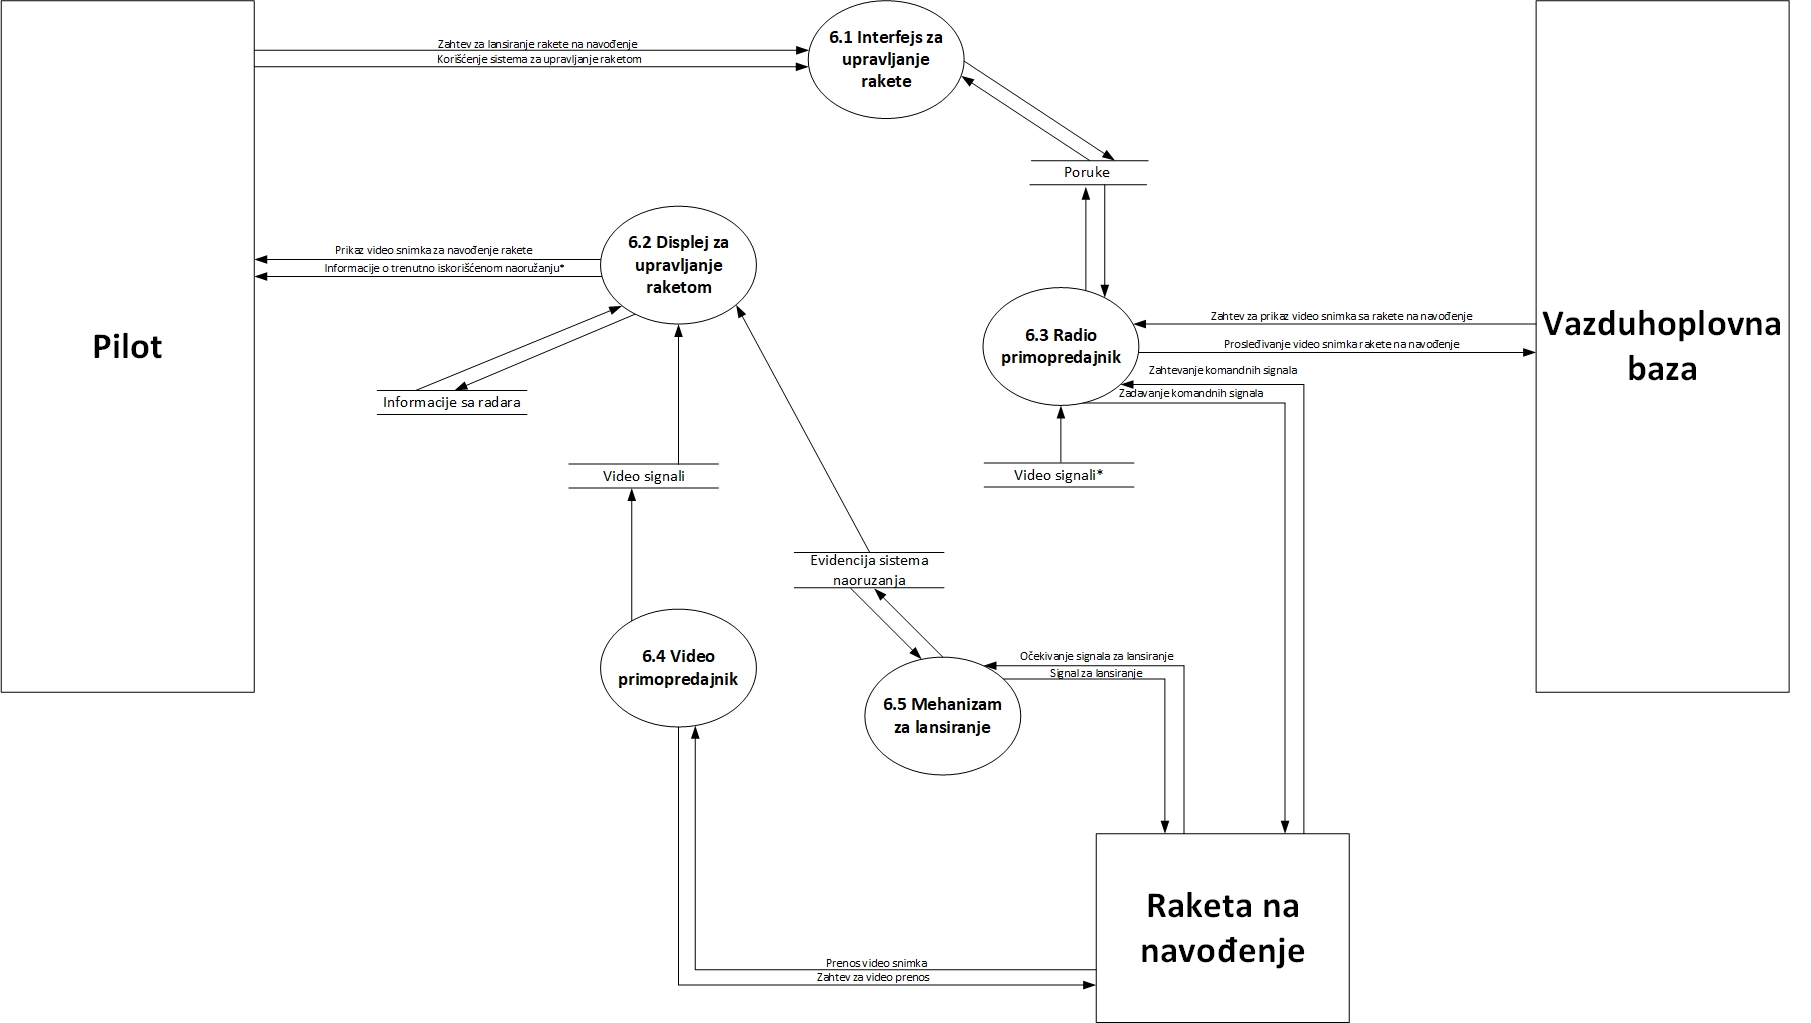 6.1 Interfejs za
upravljanje
rakete
Zahtev za lansiranje rakete na navođenje
Korišćenje sistema za upravljanje raketom
Poruke
6.2 Displej za
upravljanje
raketom
Prikaz video snimka za navođenje rakete
Informacije o trenutno iskorišćenom naoružanju*
Pilot
6.3 Radio
primopredajnik
Zahtev za prikaz video snimka sa rakete na navođenje
Prosleđivanje video snimka rakete na navođenje
Vazduhoplovna
baza
Zahtevanje komandnih signala
Zadavanje komandnih signala
Informacije sa radara
Video signali
Video signali*
Evidencija sistema
naoruzanja
6.4 Video
primopredajnik
Očekivanje signala za lansiranje
Signal za lansiranje
6.5 Mehanizam
za lansiranje
Raketa na
navođenje
Prenos video snimka
Zahtev za video prenos